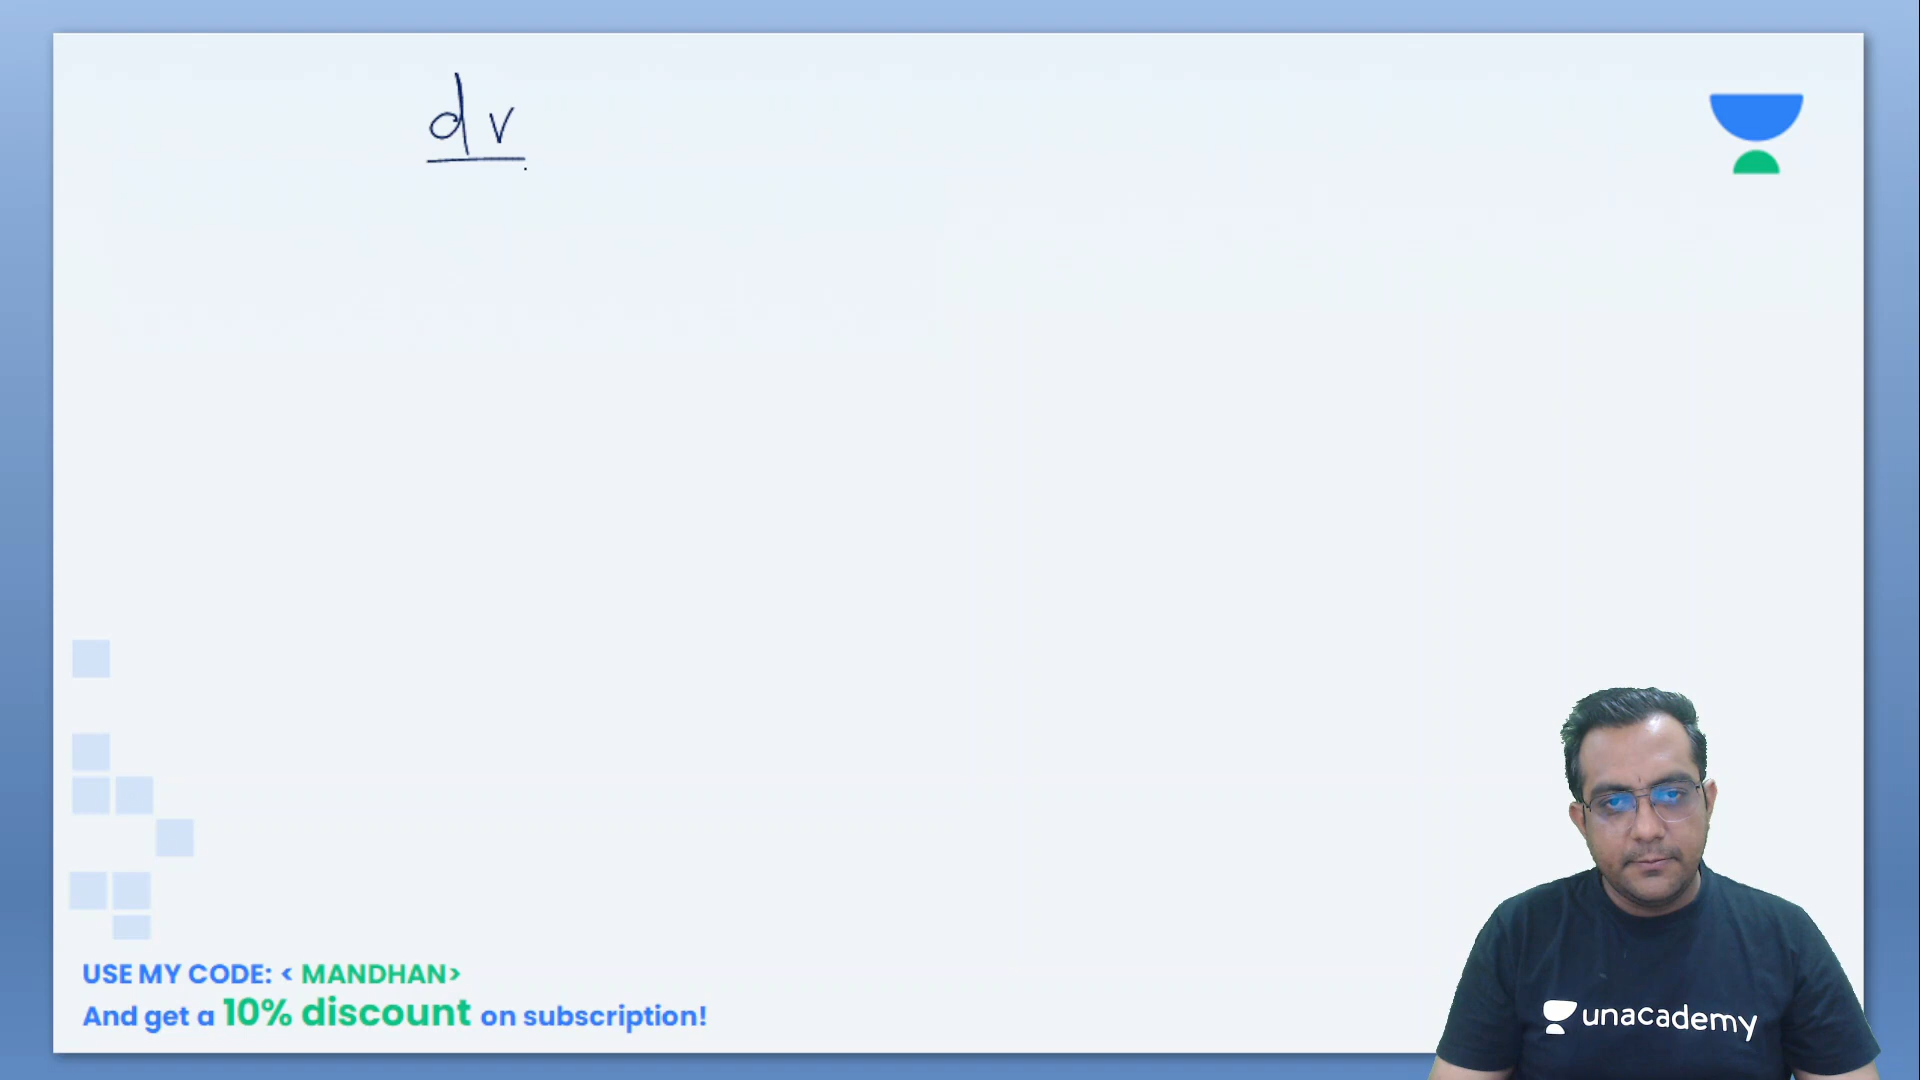 dv
USE MY CODE: < MANDHAN>
And get a 10% discount on subscription!
unacademy